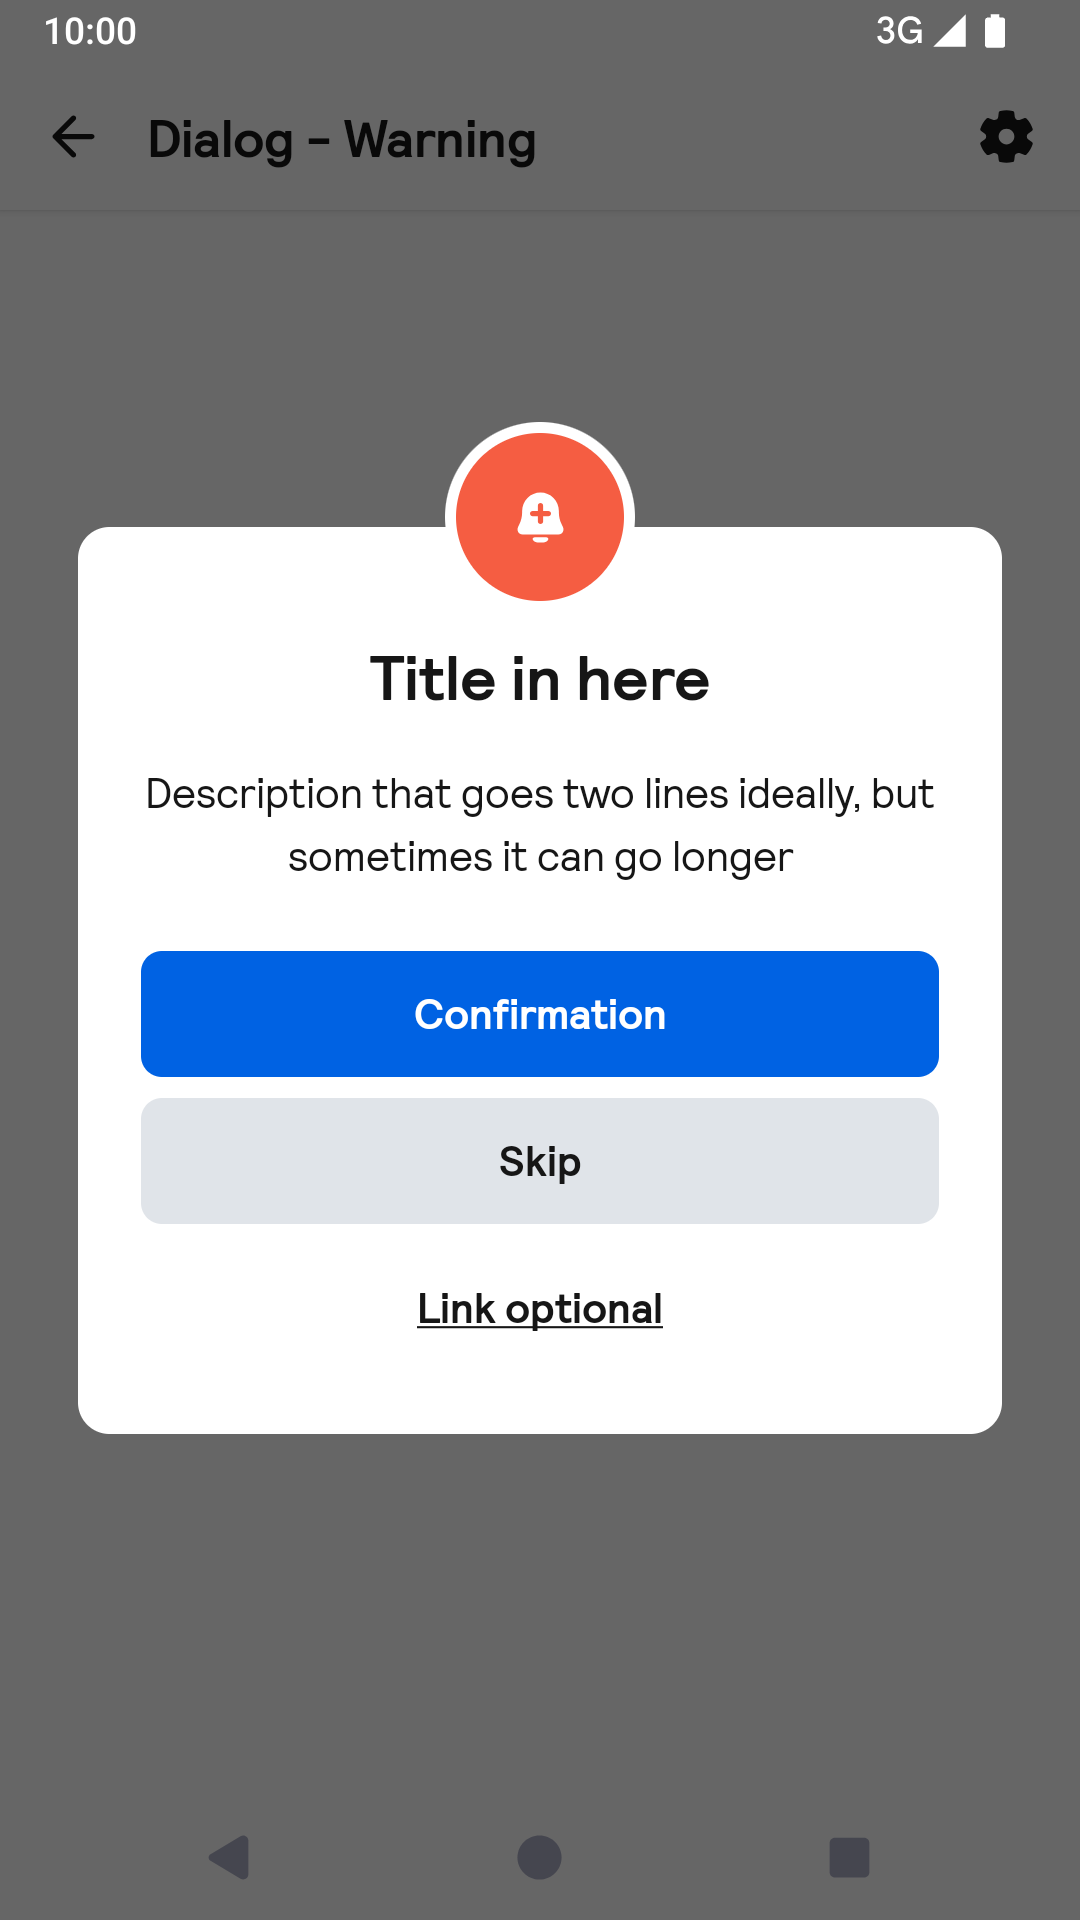 10:00
3G
Dialog - Warning
Title in here
Description that goes two lines ideally, but
sometimes it can go longer
Confirmation
Skip
Link optional